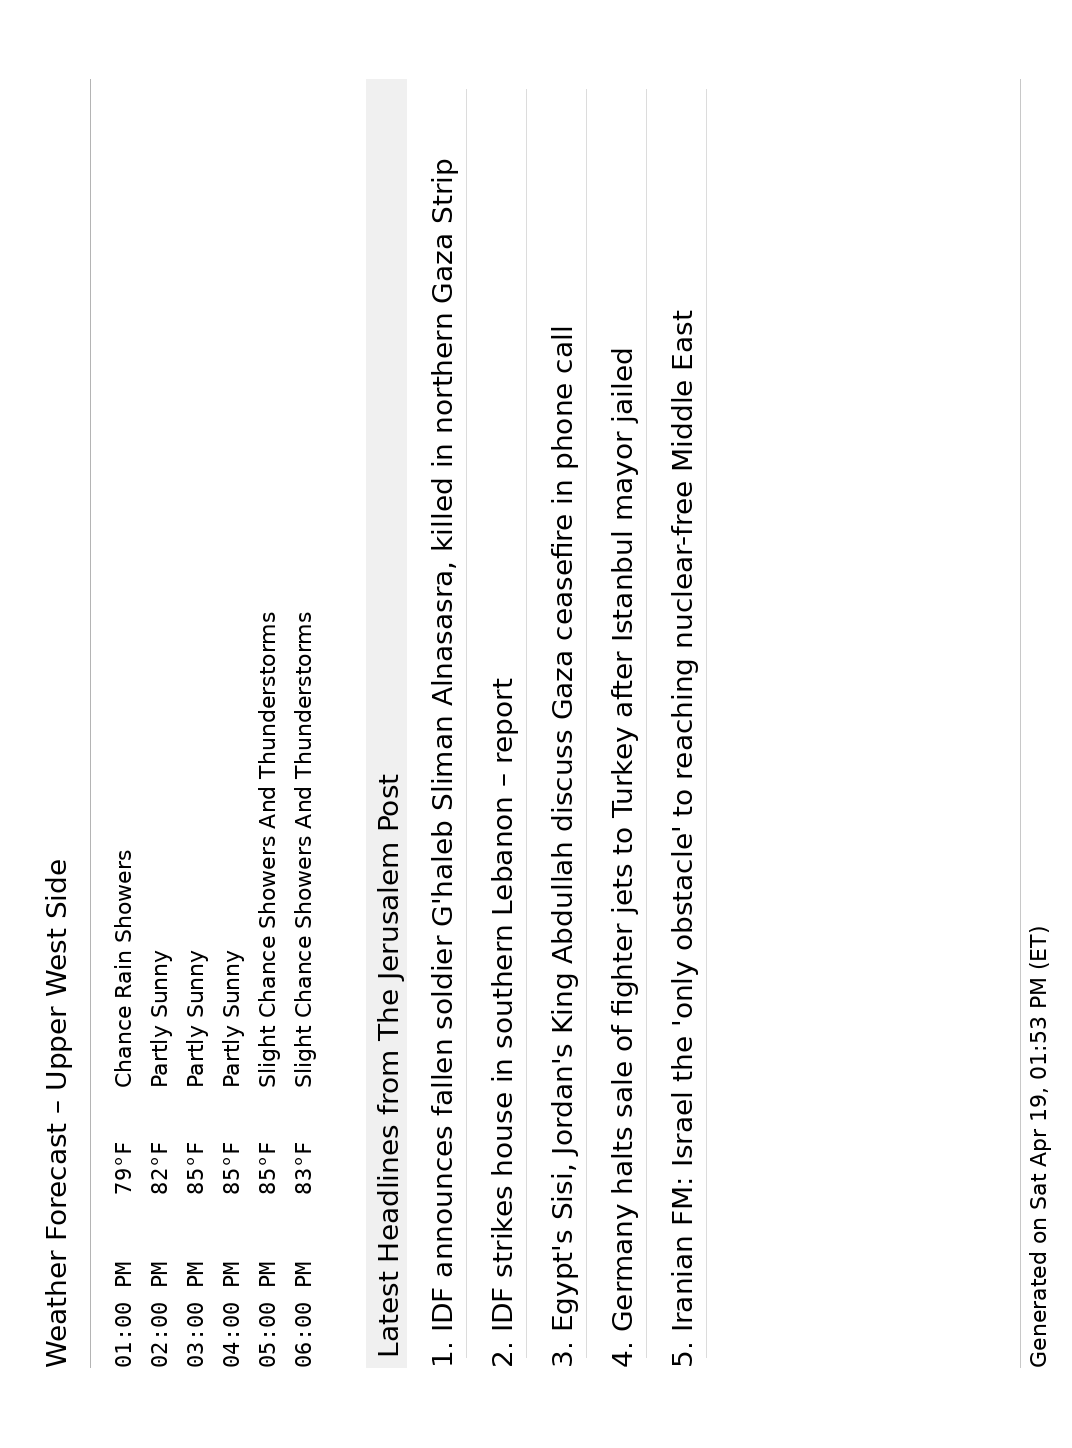 Weather Forecast – Upper West Side
01:00 PM 79°F Chance Rain Showers
02:00 PM 82°F Partly Sunny
03:00 PM 85°F Partly Sunny
04:00 PM 85°F Partly Sunny
05:00 PM 85°F Slight Chance Showers And Thunderstorms
06:00 PM 83°F Slight Chance Showers And Thunderstorms
Latest Headlines from The Jerusalem Post
1. IDF announces fallen soldier G'haleb Sliman Alnasasra, killed in northern Gaza Strip
2. IDF strikes house in southern Lebanon – report
3. Egypt's Sisi, Jordan's King Abdullah discuss Gaza ceasefire in phone call
4. Germany halts sale of fighter jets to Turkey after Istanbul mayor jailed
5. Iranian FM: Israel the 'only obstacle' to reaching nuclear-free Middle East
Generated on Sat Apr 19, 01:53 PM (ET)